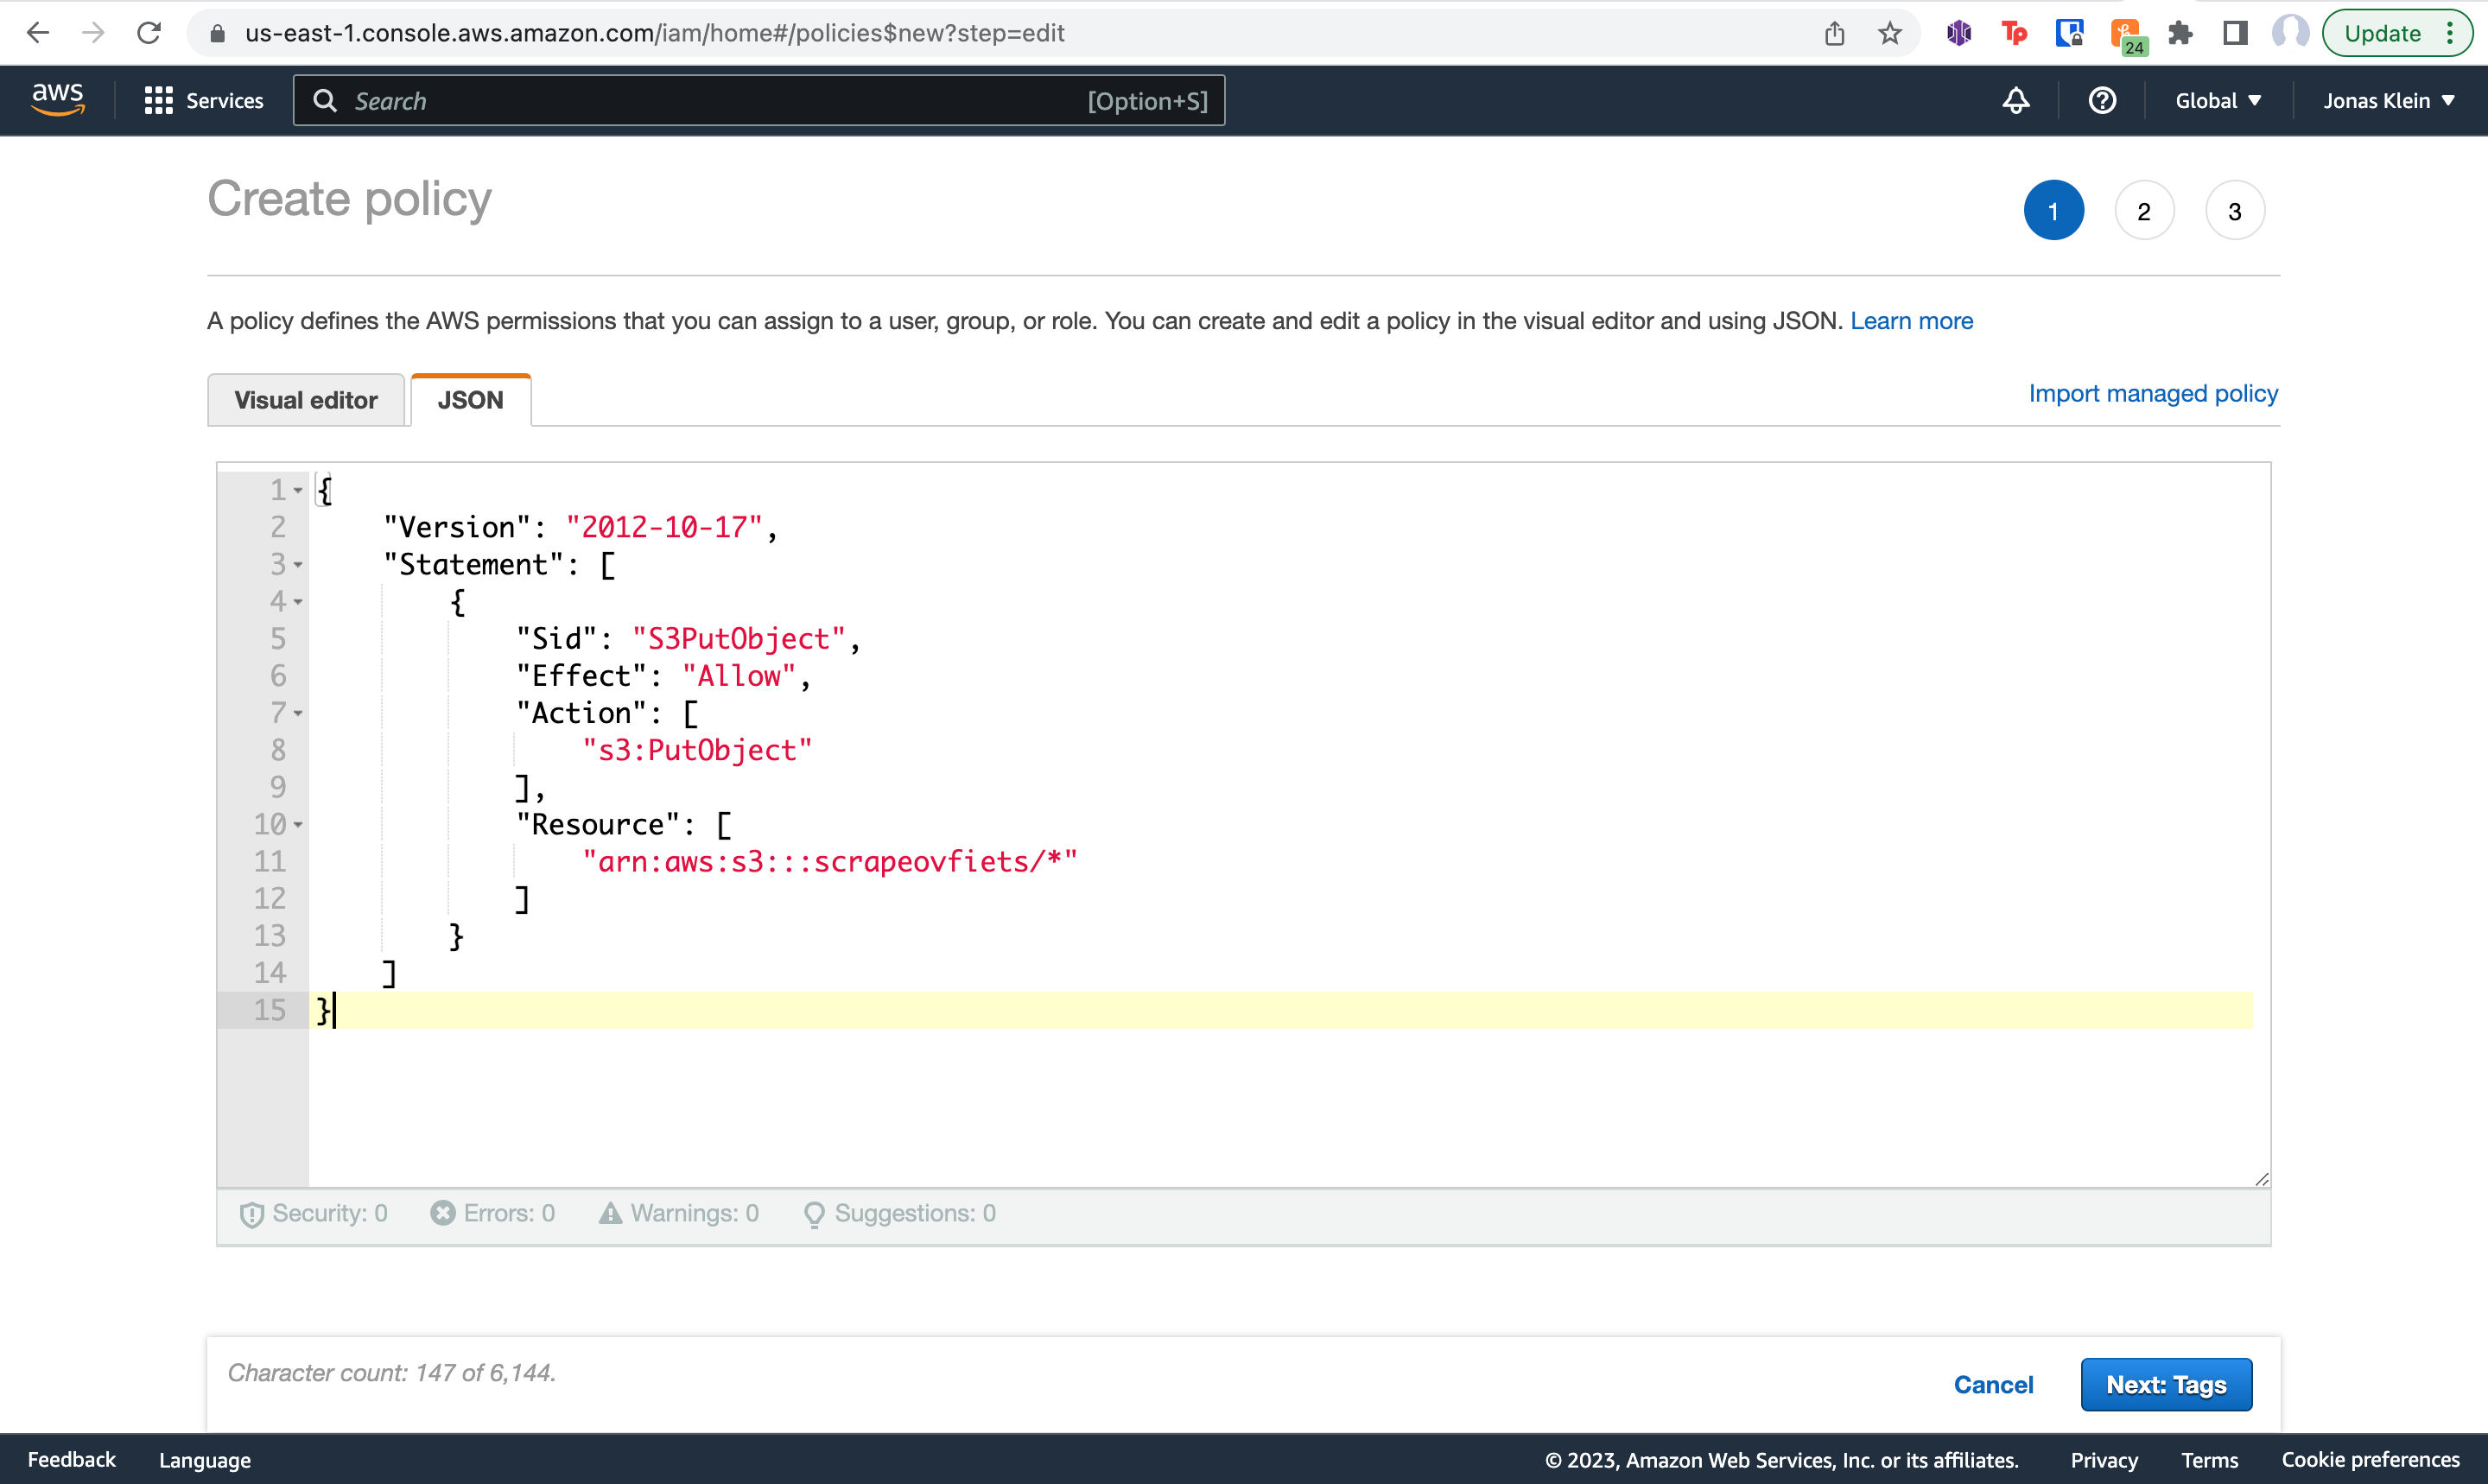 us-east-1.console.aws.amazon.com/iam/home#/policies$new?step=edit
Tp
24
Update
aws
Services
Search
[Option+S]
Global
Jonas Klein
Create policy
1
2
3
A policy defines the AWS permissions that you can assign to a user, group, or role. You can create and edit a policy in the visual editor and using JSON. Learn more
Visual editor
JSON
Import managed policy
1 {
2     "Version": "2012-10-17",
3     "Statement": [
4         {
5             "Sid": "S3PutObject",
6             "Effect": "Allow",
7             "Action": [
8                 "s3:PutObject"
9             ],
10             "Resource": [
11                 "arn:aws:s3:::scrapeovfiets/*"
12             ]
13         }
14     ]
15 }
Security: 0
Errors: 0
Warnings: 0
Suggestions: 0
Character count: 147 of 6,144.
Cancel
Next: Tags
Feedback
Language
© 2023, Amazon Web Services, Inc. or its affiliates.
Privacy
Terms
Cookie preferences